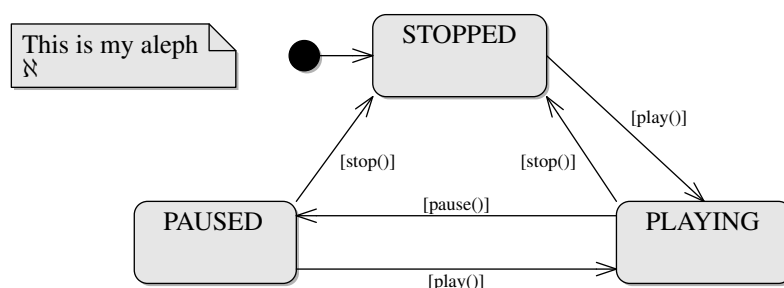 This is my aleph
ℵ
STOPPED
[play()]
[stop()]
[stop()]
[pause()]
PAUSED
PLAYING
[play()]